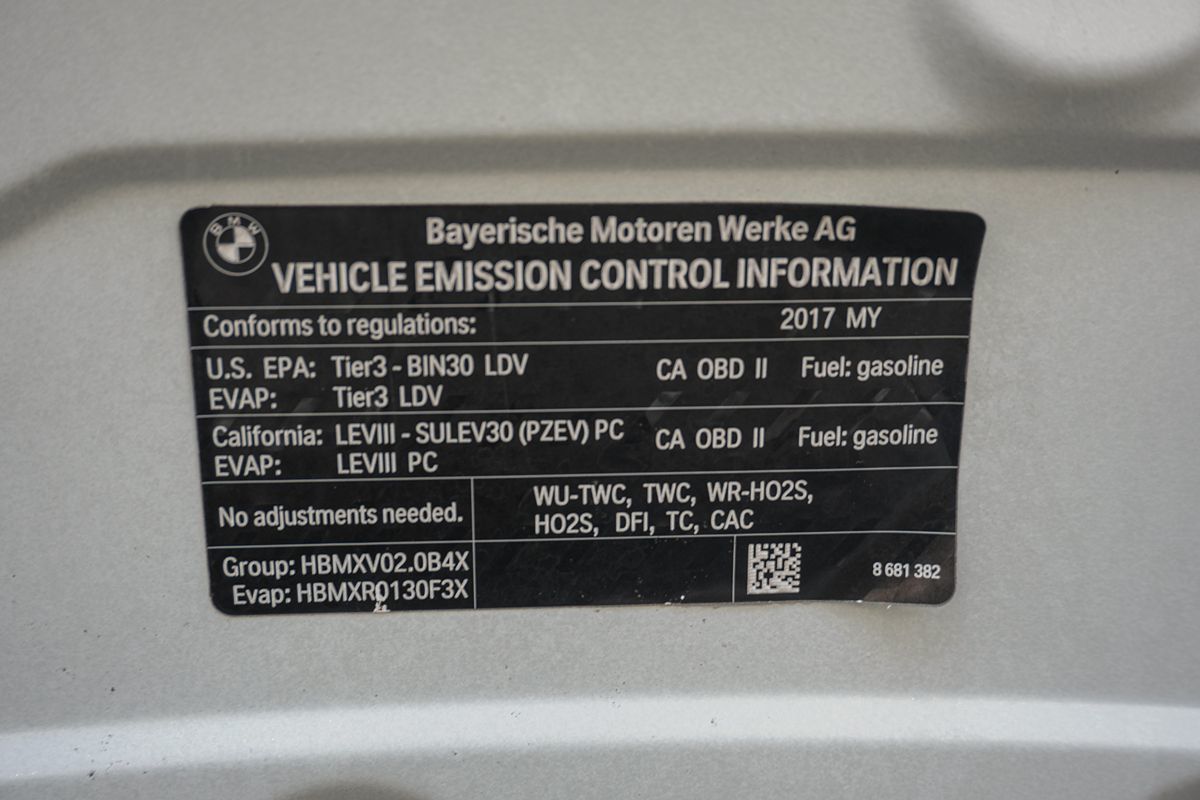 BMW
Bayerische Motoren Werke AG
VEHICLE EMISSION CONTROL INFORMATION
Conforms to regulations: 2017 MY
U.S. EPA: Tier3 - BIN30 LDV CA OBD II Fuel: gasoline
EVAP: Tier3 LDV
California: LEVIII - SULEV30 (PZEV) PC CA OBD II Fuel: gasoline
EVAP: LEVIII PC
No adjustments needed.
WU-TWC, TWC, WR-HO2S,
HO2S, DFI, TC, CAC
Group: HBMXV02.0B4X
Evap: HBMXR0130F3X
8 681 382